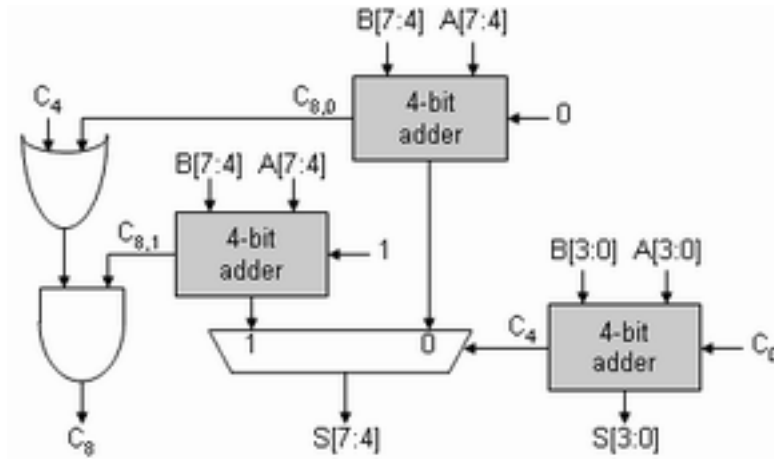 B[7:4] A[7:4]
C4
C8,0
4-bit
adder
0
B[7:4] A[7:4]
C8,1
4-bit
adder
1
B[3:0] A[3:0]
1
0
C4
4-bit
adder
C0
C8
S[7:4]
S[3:0]